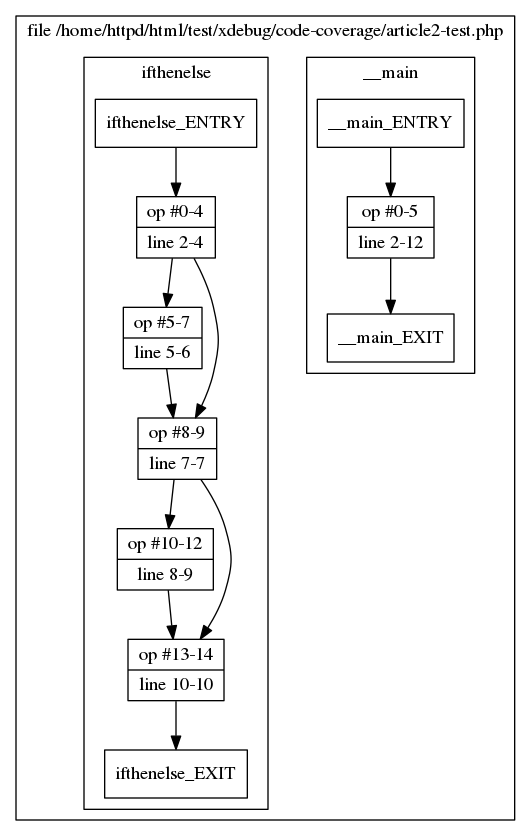 file /home/httpd/html/test/xdebug/code-coverage/article2-test.php
ifthenelse
ifthenelse_ENTRY
op #0-4
line 2-4
op #5-7
line 5-6
op #8-9
line 7-7
op #10-12
line 8-9
op #13-14
line 10-10
ifthenelse_EXIT
__main
__main_ENTRY
op #0-5
line 2-12
__main_EXIT